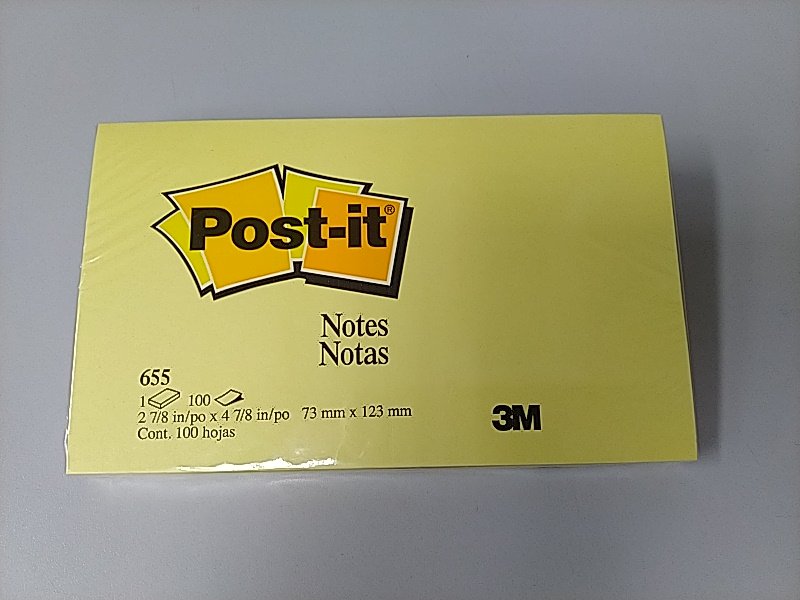 Post-it®
Notes
Notas
655
1 100
2 7/8 in/po x 4 7/8 in/po 73 mm x 123 mm
Cont. 100 hojas
3M